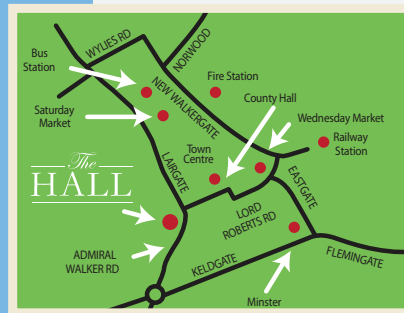 WYLIES RD
NORWOOD
Bus
Station
Fire Station
NEW WALKERGATE
County Hall
Saturday
Market
Wednesday Market
Railway
Station
Town
Centre
LAIRGATE
EASTGATE
The
HALL
LORD
ROBERTS RD
ADMIRAL
WALKER RD
KELDGATE
FLEMINGATE
Minster